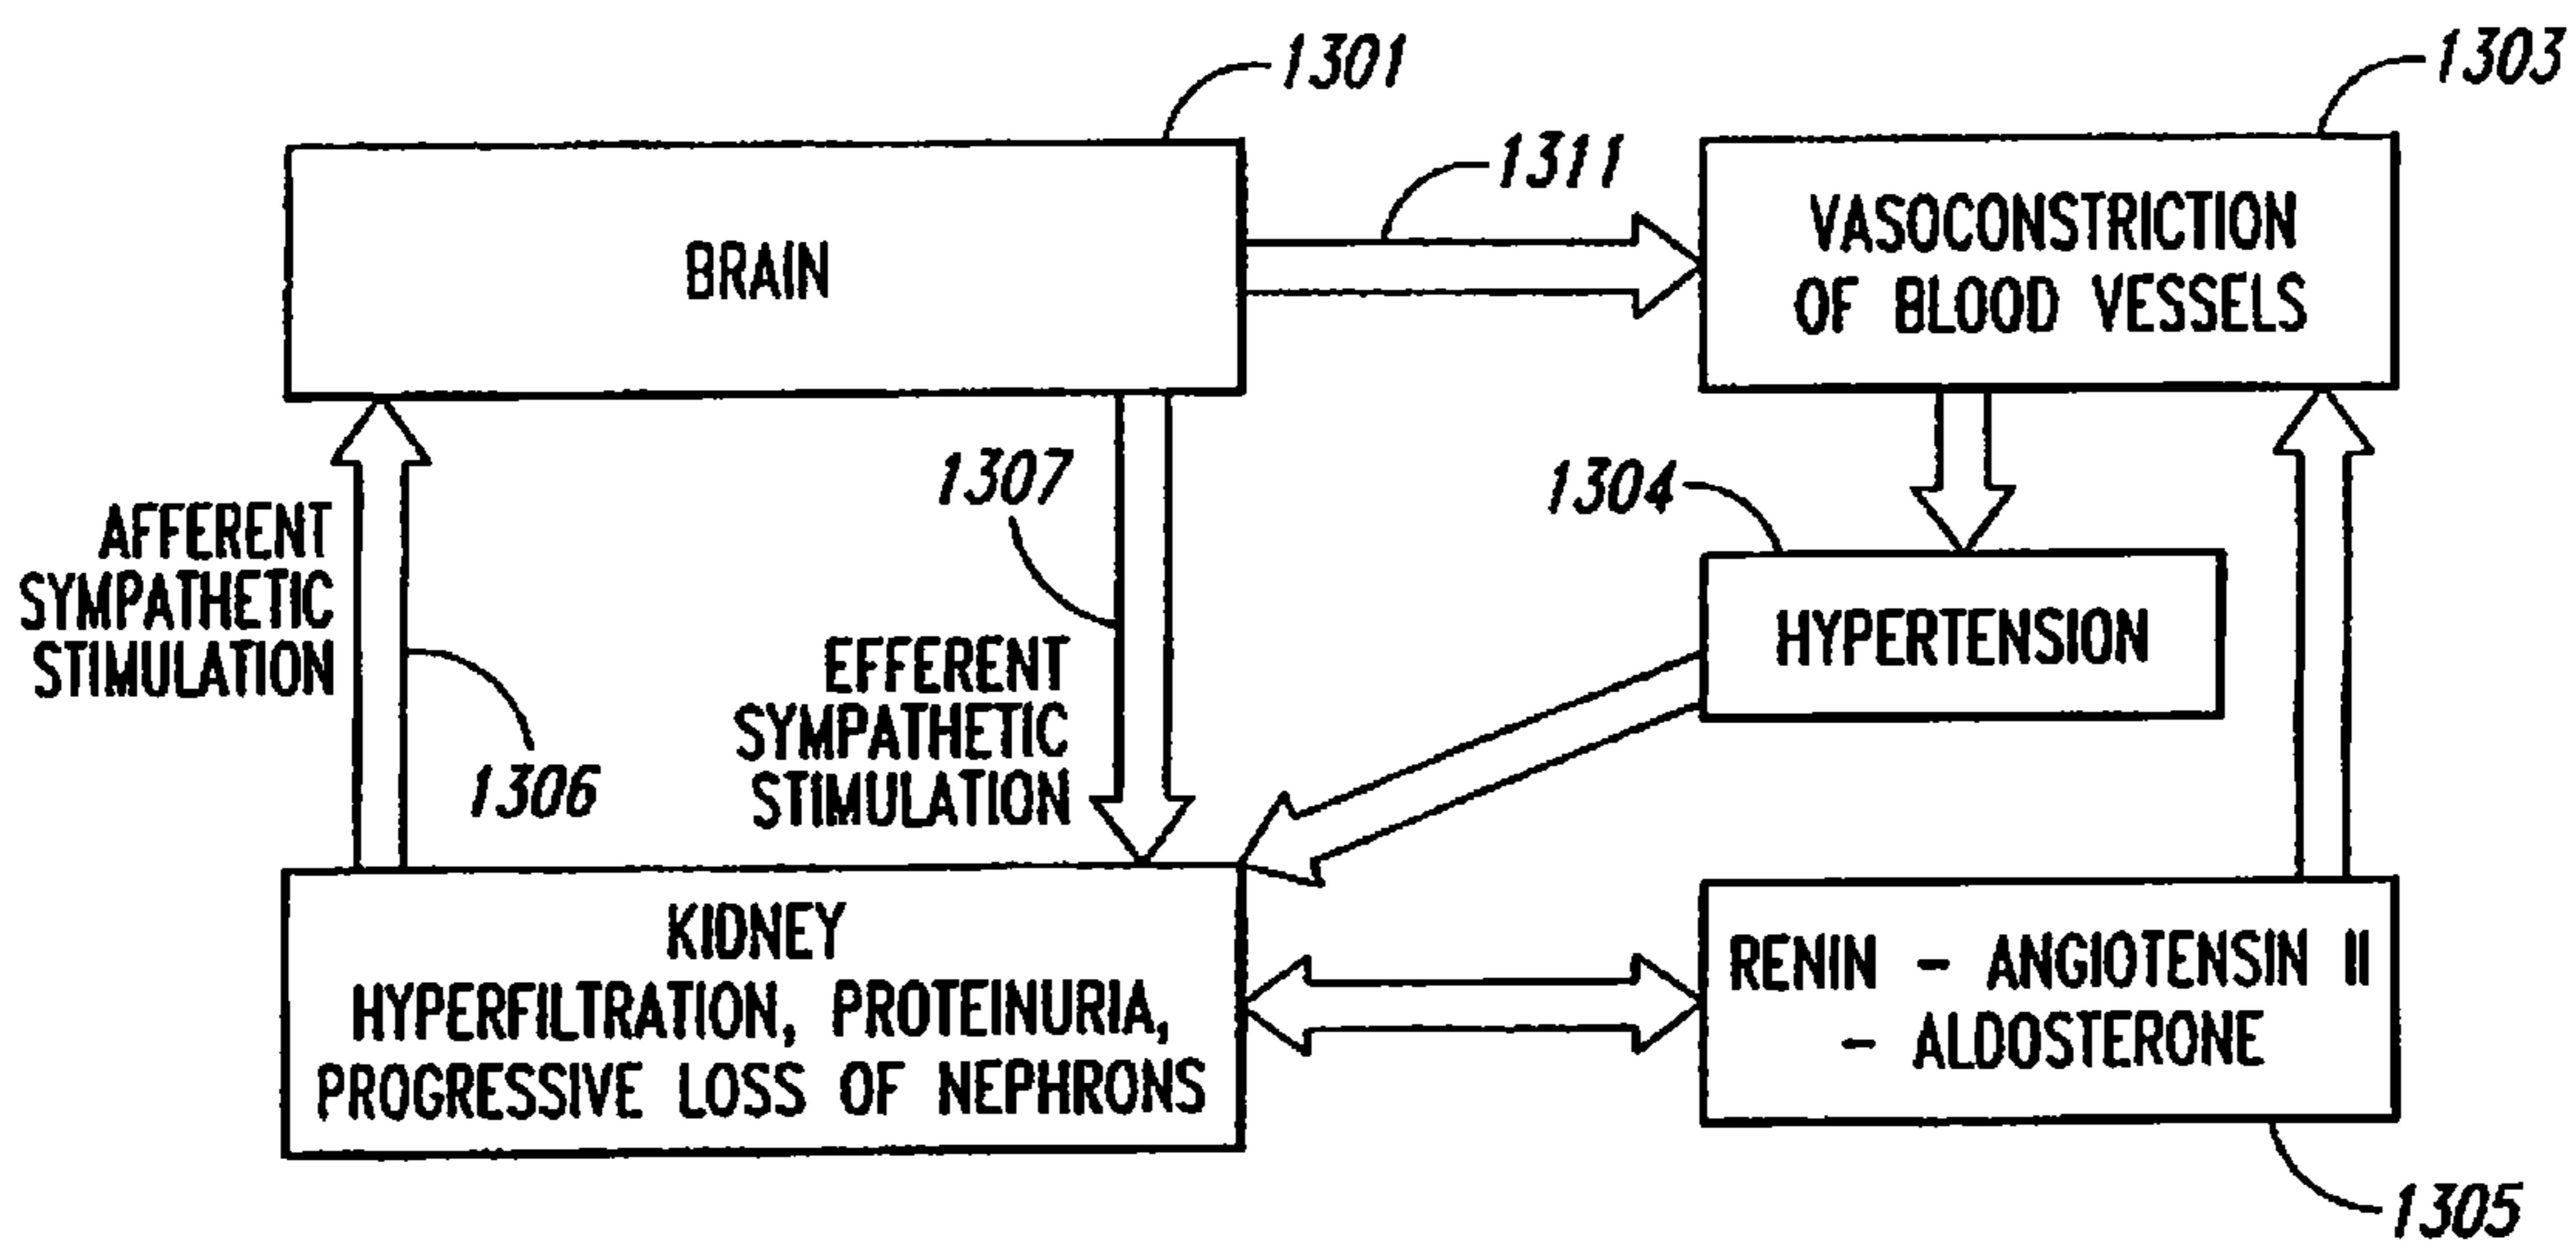 1301
1303
1311
BRAIN
VASOCONSTRICTION
OF BLOOD VESSELS
1307
1304
AFFERENT
SYMPATHETIC
STIMULATION
1306
EFFERENT
SYMPATHETIC
STIMULATION
HYPERTENSION
KIDNEY
HYPERFILTRATION, PROTEINURIA,
PROGRESSIVE LOSS OF NEPHRONS
RENIN - ANGIOTENSIN II
- ALDOSTERONE
1305